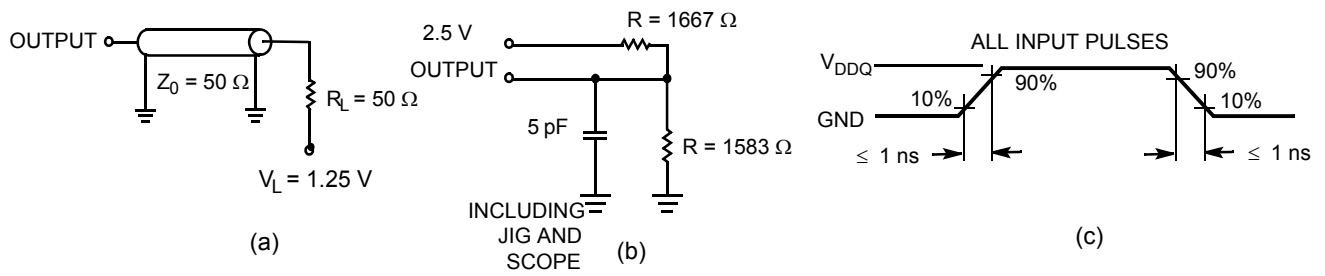 OUTPUT
Z0 = 50 Ω
RL = 50 Ω
VL = 1.25 V
(a)
R = 1667 Ω
2.5 V
OUTPUT
5 pF
R = 1583 Ω
INCLUDING
JIG AND
SCOPE
(b)
ALL INPUT PULSES
VDDQ
GND
10%
90%
90%
10%
≤ 1 ns
≤ 1 ns
(c)